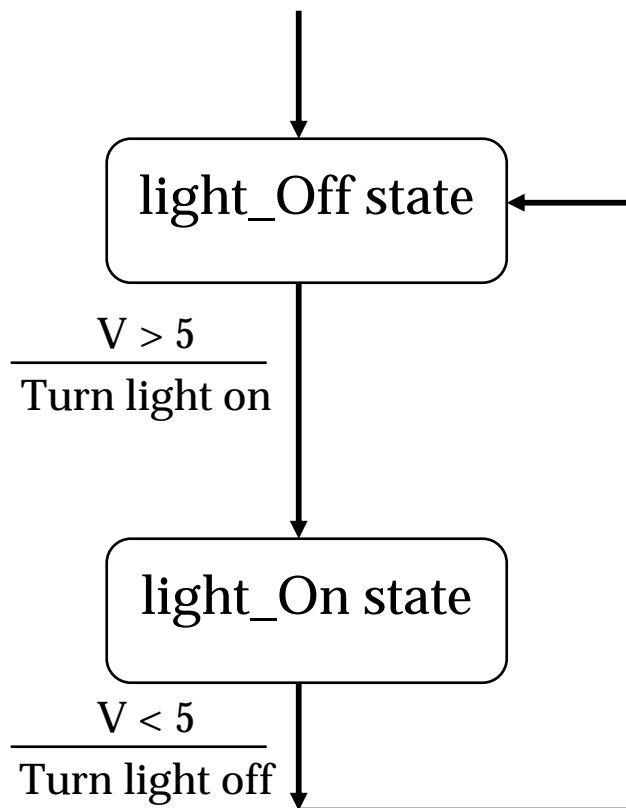 light_Off state
V > 5
Turn light on
light_On state
V < 5
Turn light off